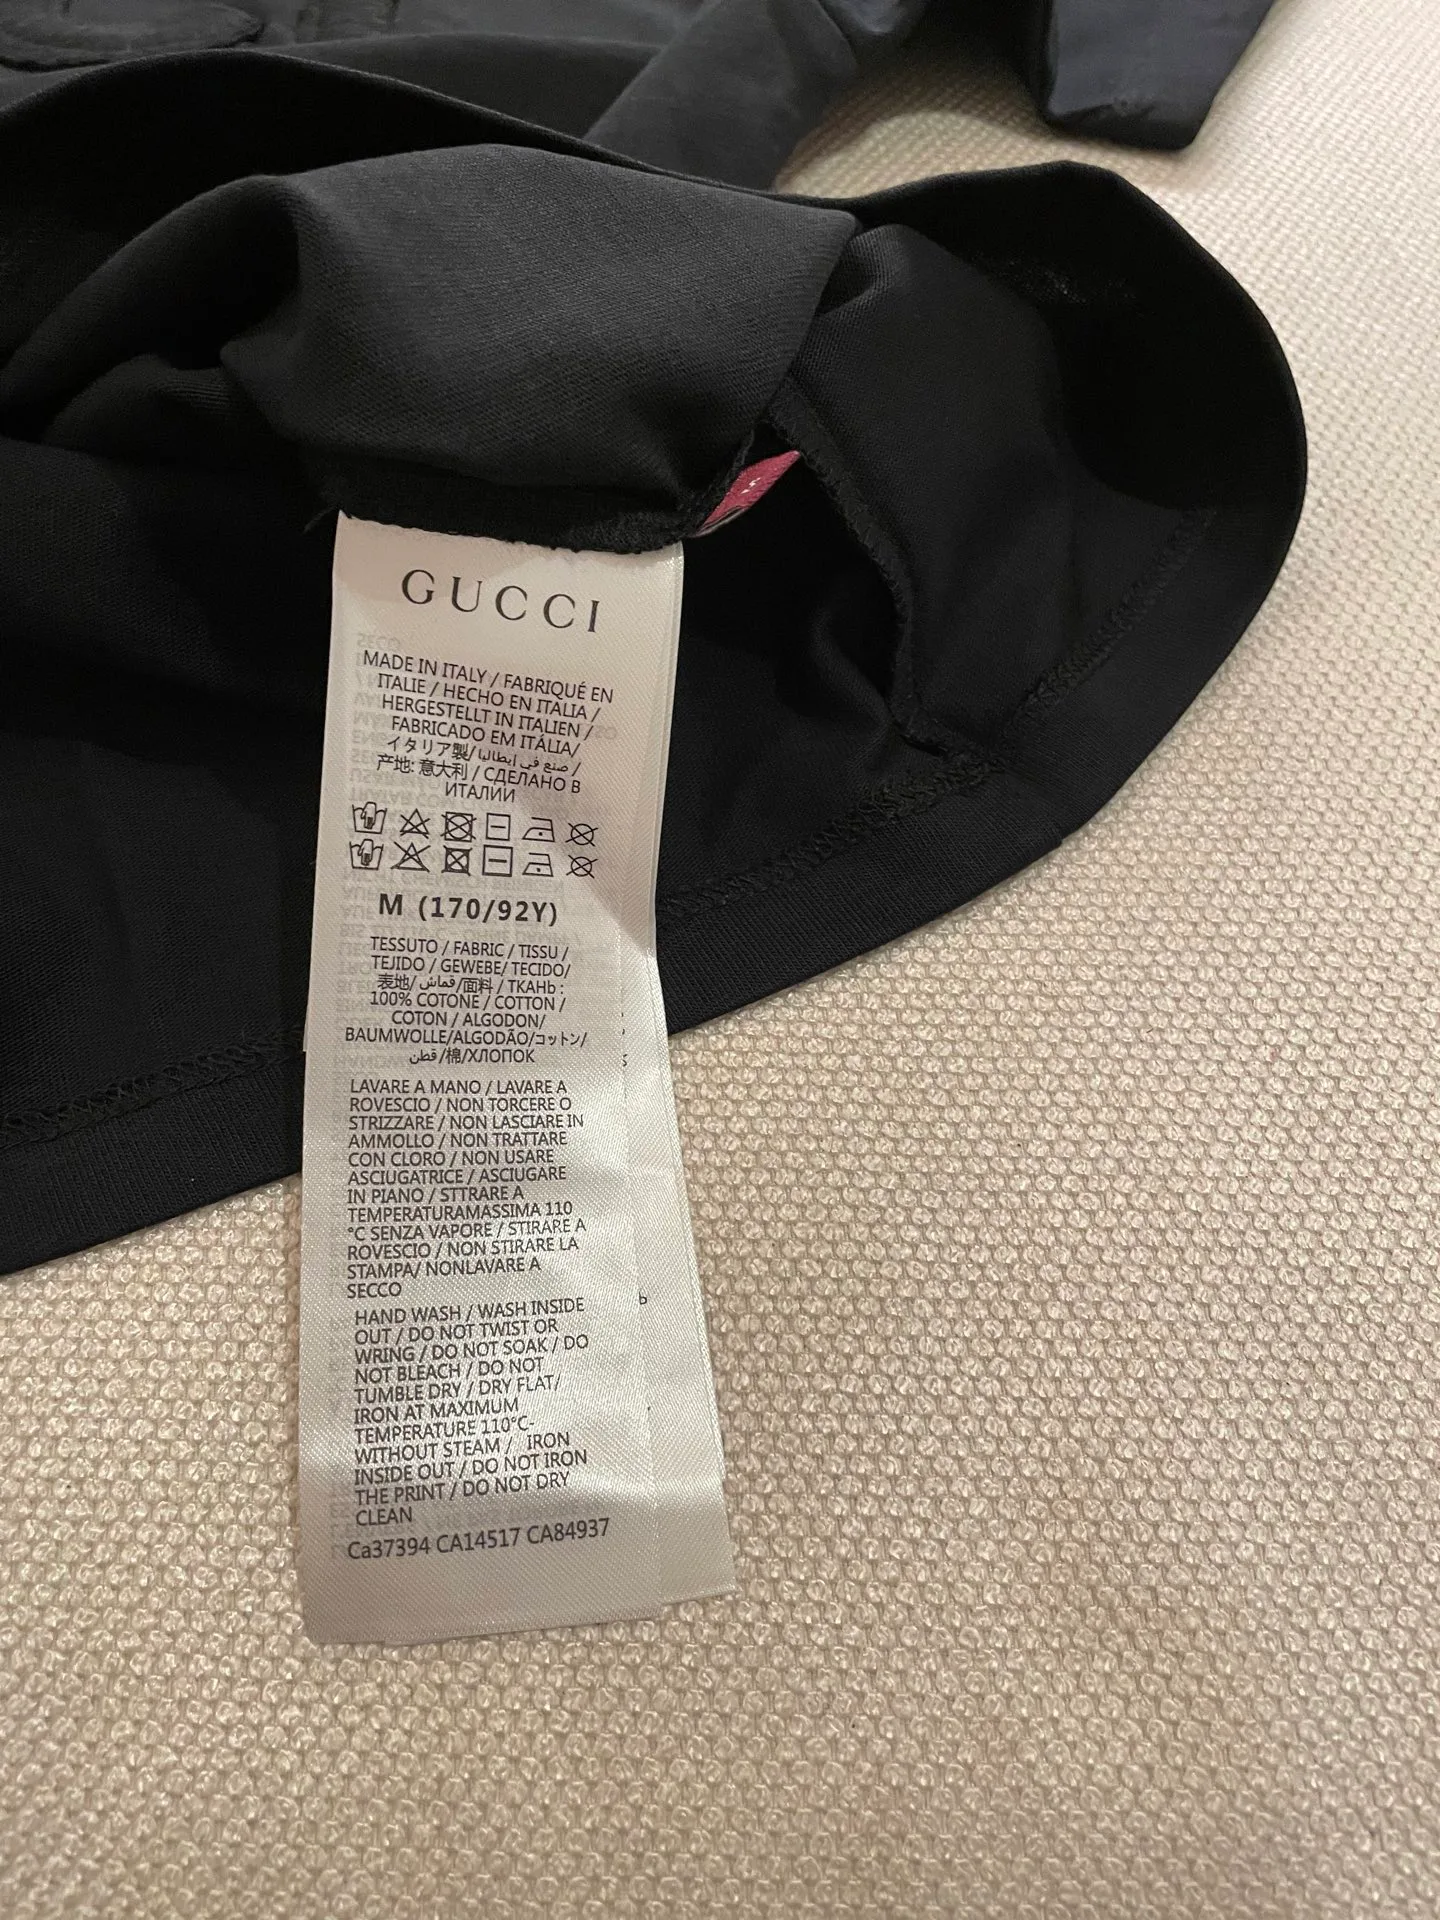 GUCCI
MADE IN ITALY / FABRIQUÉ EN
ITALIE / HECHO EN ITALIA /
HERGESTELLT IN ITALIEN /
FABRICADO EM ITÁLIA/
イタリア製/صنع في إيطاليا /
产地: 意大利 / СДЕЛАНО В
ИТАЛИИ
M (170/92Y)
TESSUTO / FABRIC / TISSU /
TEJIDO / GEWEBE/ TECIDO/
表地/قماش/面料 / TKAHb :
100% COTONE / COTTON /
COTON / ALGODON/
BAUMWOLLE/ALGODÃO/コットン/
قطن/棉/ХЛОПОК
LAVARE A MANO / LAVARE A
ROVESCIO / NON TORCERE O
STRIZZARE / NON LASCIARE IN
AMMOLLO / NON TRATTARE
CON CLORO / NON USARE
ASCIUGATRICE / ASCIUGARE
IN PIANO / STTRARE A
TEMPERATURAMASSIMA 110
°C SENZA VAPORE / STIRARE A
ROVESCIO / NON STIRARE LA
STAMPA/ NONLAVARE A
SECCO
HAND WASH / WASH INSIDE
OUT / DO NOT TWIST OR
WRING / DO NOT SOAK / DO
NOT BLEACH / DO NOT
TUMBLE DRY / DRY FLAT/
IRON AT MAXIMUM
TEMPERATURE 110°C-
WITHOUT STEAM / IRON
INSIDE OUT / DO NOT IRON
THE PRINT / DO NOT DRY
CLEAN
Ca37394 CA14517 CA84937